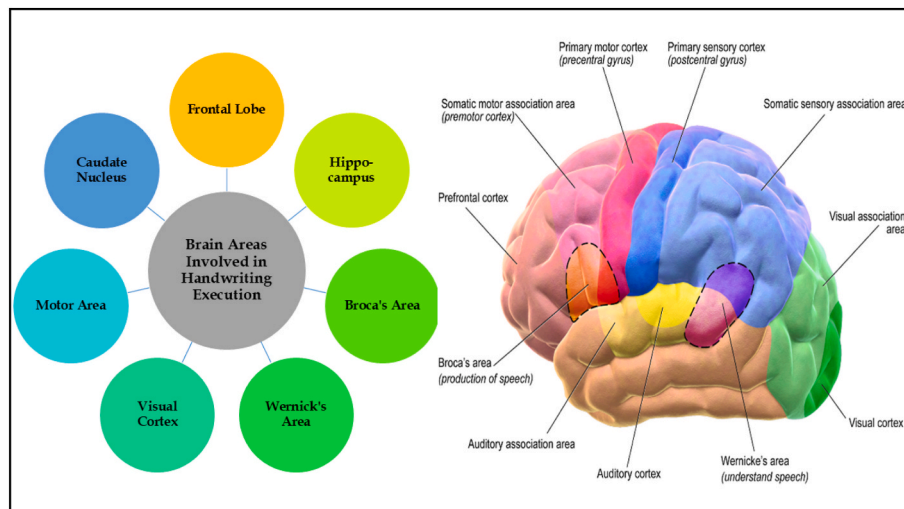 Frontal Lobe
Hippo-
campus
Broca's Area
Wernick's
Area
Visual
Cortex
Motor Area
Caudate
Nucleus
Brain Areas
Involved in
Handwriting
Execution
Primary motor cortex
(precentral gyrus)
Primary sensory cortex
(postcentral gyrus)
Somatic motor association area
(premotor cortex)
Somatic sensory association area
Prefrontal cortex
Visual association
area
Broca's area
(production of speech)
Visual cortex
Auditory association area
Auditory cortex
Wernicke's area
(understand speech)